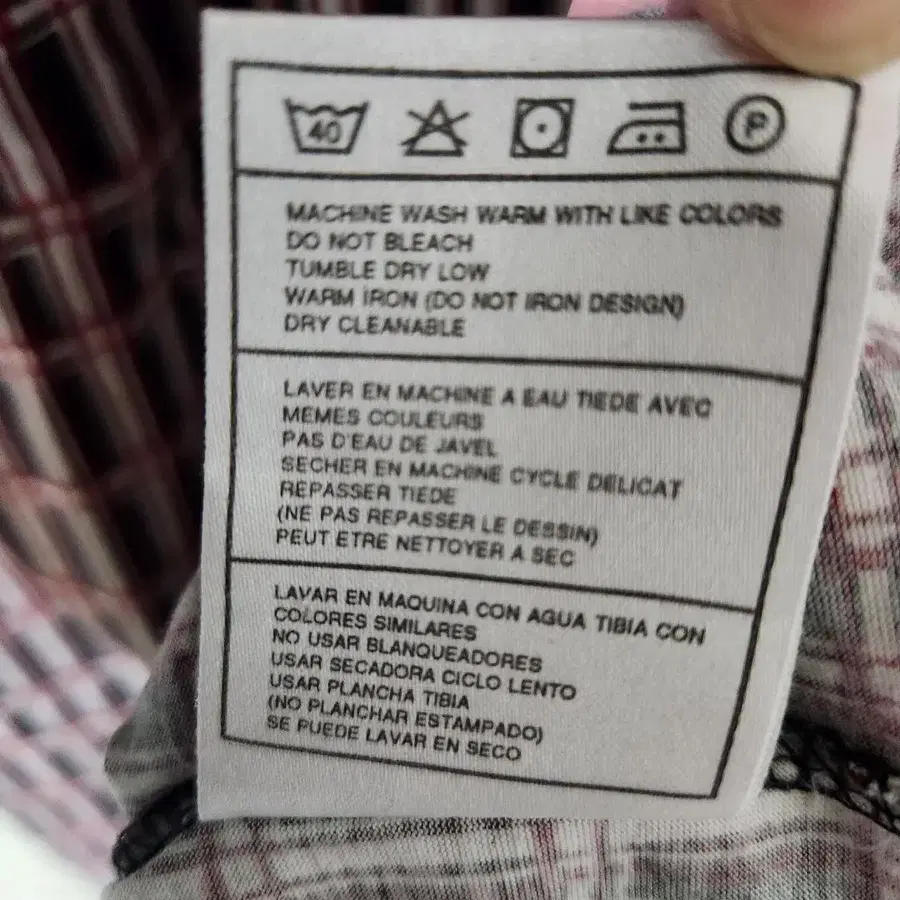 40 P
MACHINE WASH WARM WITH LIKE COLORS
DO NOT BLEACH
TUMBLE DRY LOW
WARM IRON (DO NOT IRON DESIGN)
DRY CLEANABLE
LAVER EN MACHINE A EAU TIEDE AVEC
MEMES COULEURS
PAS D'EAU DE JAVEL
SECHER EN MACHINE CYCLE DELICAT
REPASSER TIEDE
(NE PAS REPASSER LE DESSIN)
PEUT ETRE NETTOYER A SEC
LAVAR EN MAQUINA CON AGUA TIBIA CON
COLORES SIMILARES
NO USAR BLANQUEADORES
USAR SECADORA CICLO LENTO
USAR PLANCHA TIBIA
(NO PLANCHAR ESTAMPADO)
SE PUEDE LAVAR EN SECO